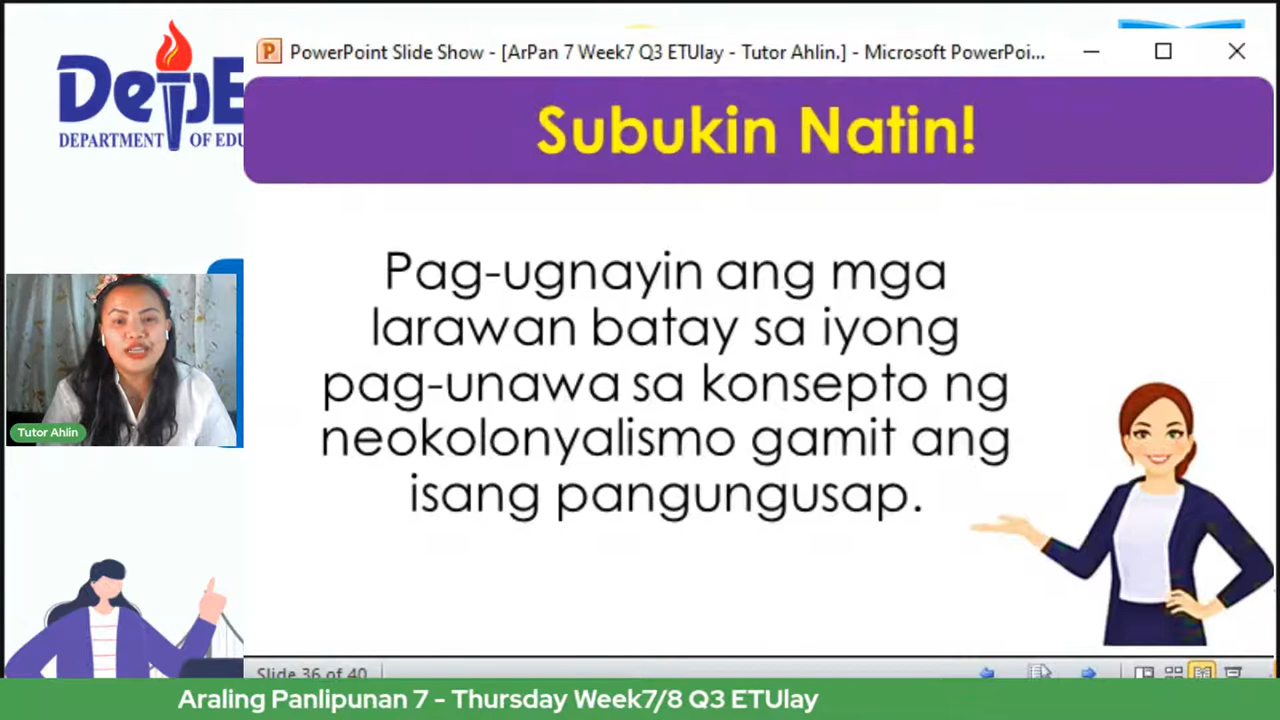 DepE
DEPARTMENT OF EDU
PowerPoint Slide Show - [ArPan 7 Week7 Q3 ETUlay - Tutor Ahlin.] - Microsoft PowerPoi...
Subukin Natin!
Pag-ugnayin ang mga
larawan batay sa iyong
pag-unawa sa konsepto ng
neokolonyalismo gamit ang
isang pangungusap.
Tutor Ahlin
Slide 36 of 40
Araling Panlipunan 7 - Thursday Week7/8 Q3 ETUlay